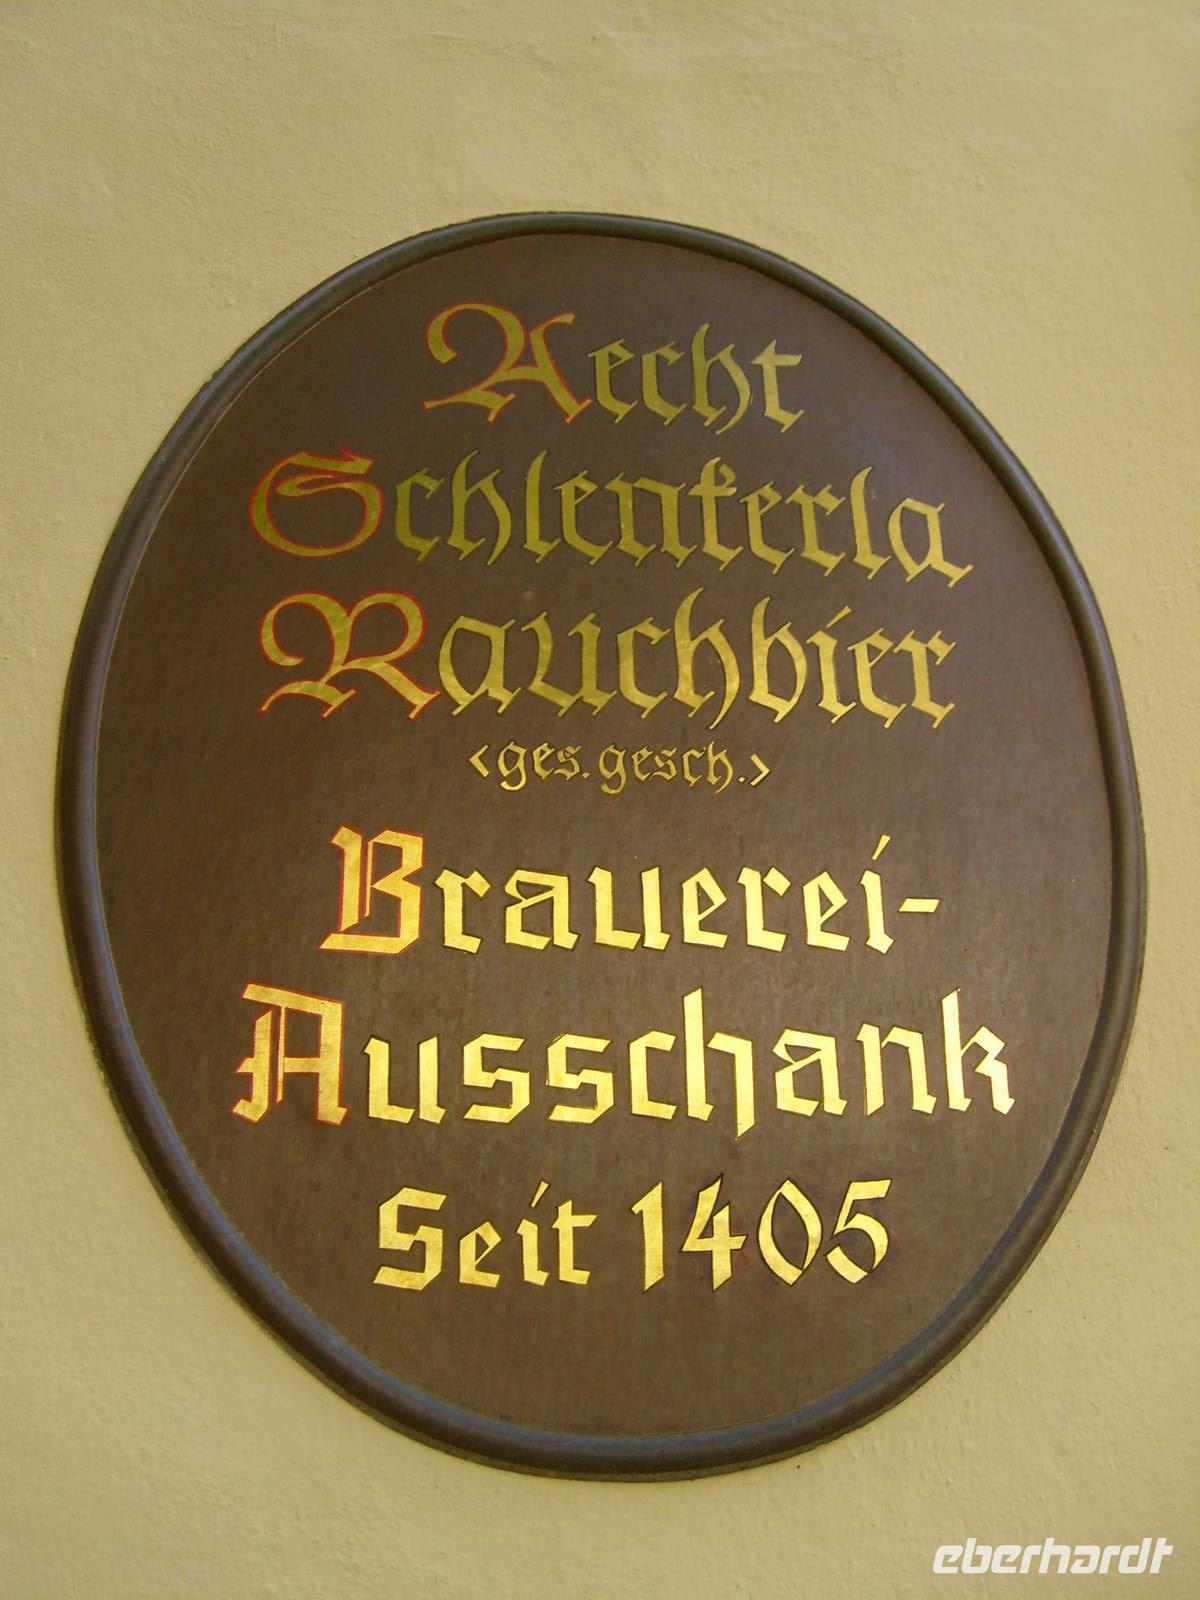 Aecht
Schlenkerla
Rauchbier
<ges. gesch.>
Brauerei-
Ausschank
Seit 1405
eberhardt